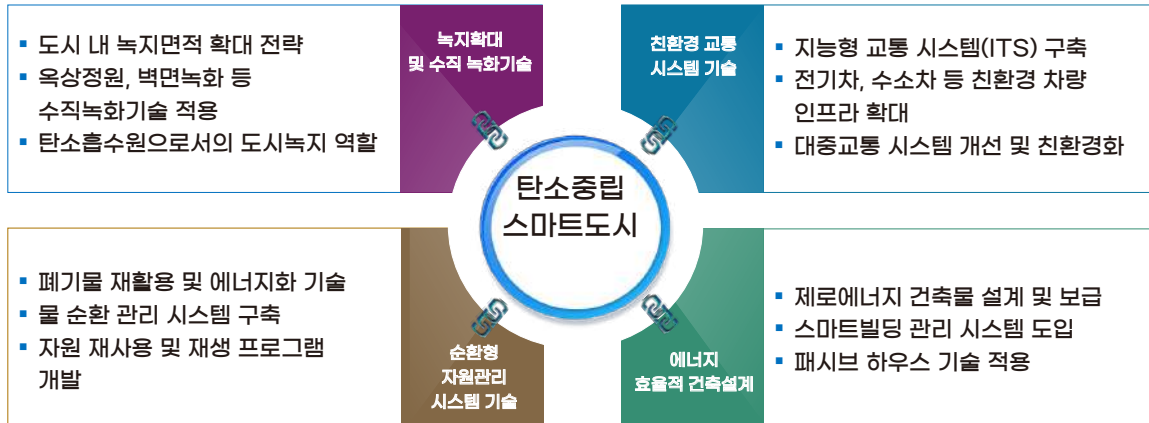 ▪ 도시 내 녹지면적 확대 전략
▪ 옥상정원, 벽면녹화 등
수직녹화기술 적용
▪ 탄소흡수원으로서의 도시녹지 역할
녹지확대
및 수직 녹화기술
친환경 교통
시스템 기술
▪ 지능형 교통 시스템(ITS) 구축
▪ 전기차, 수소차 등 친환경 차량
인프라 확대
▪ 대중교통 시스템 개선 및 친환경화
탄소중립
스마트도시
▪ 폐기물 재활용 및 에너지화 기술
▪ 물 순환 관리 시스템 구축
▪ 자원 재사용 및 재생 프로그램
개발
순환형
자원관리
시스템 기술
에너지
효율적 건축설계
▪ 제로에너지 건축물 설계 및 보급
▪ 스마트빌딩 관리 시스템 도입
▪ 패시브 하우스 기술 적용